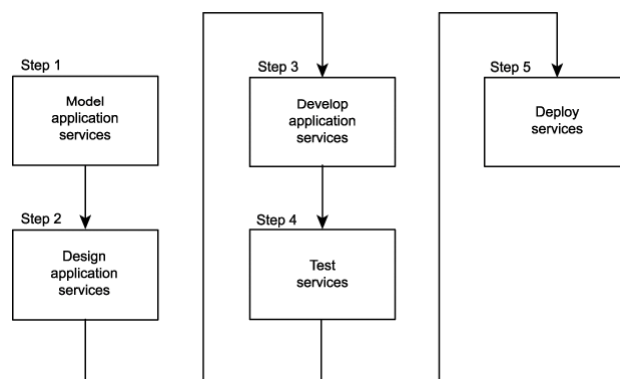 Step 1
Model
application
services
Step 2
Design
application
services
Step 3
Develop
application
services
Step 4
Test
services
Step 5
Deploy
services